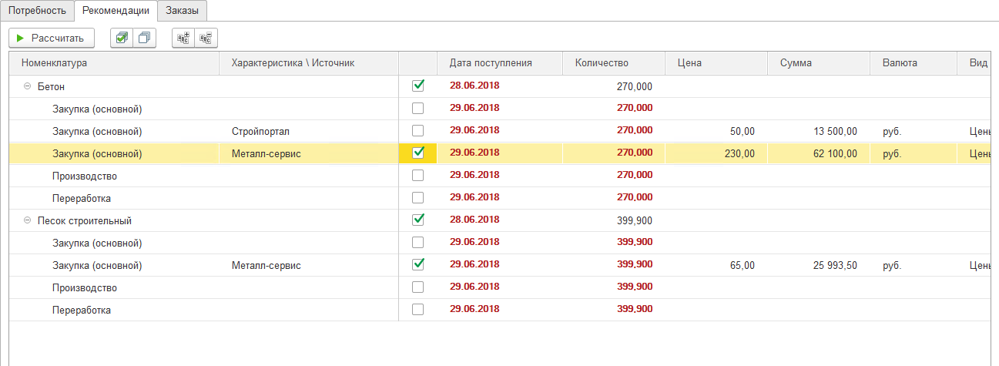 Потребность Рекомендации Заказы
Рассчитать
Номенклатура Характеристика \ Источник Дата поступления Количество Цена Сумма Валюта Вид
Бетон 28.06.2018 270,000
Закупка (основной) 29.06.2018 270,000
Закупка (основной) Стройпортал 29.06.2018 270,000 50,00 13 500,00 руб. Цень
Закупка (основной) Металл-сервис 29.06.2018 270,000 230,00 62 100,00 руб. Цень
Производство 29.06.2018 270,000
Переработка 29.06.2018 270,000
Песок строительный 28.06.2018 399,900
Закупка (основной) 29.06.2018 399,900
Закупка (основной) Металл-сервис 29.06.2018 399,900 65,00 25 993,50 руб. Цень
Производство 29.06.2018 399,900
Переработка 29.06.2018 399,900